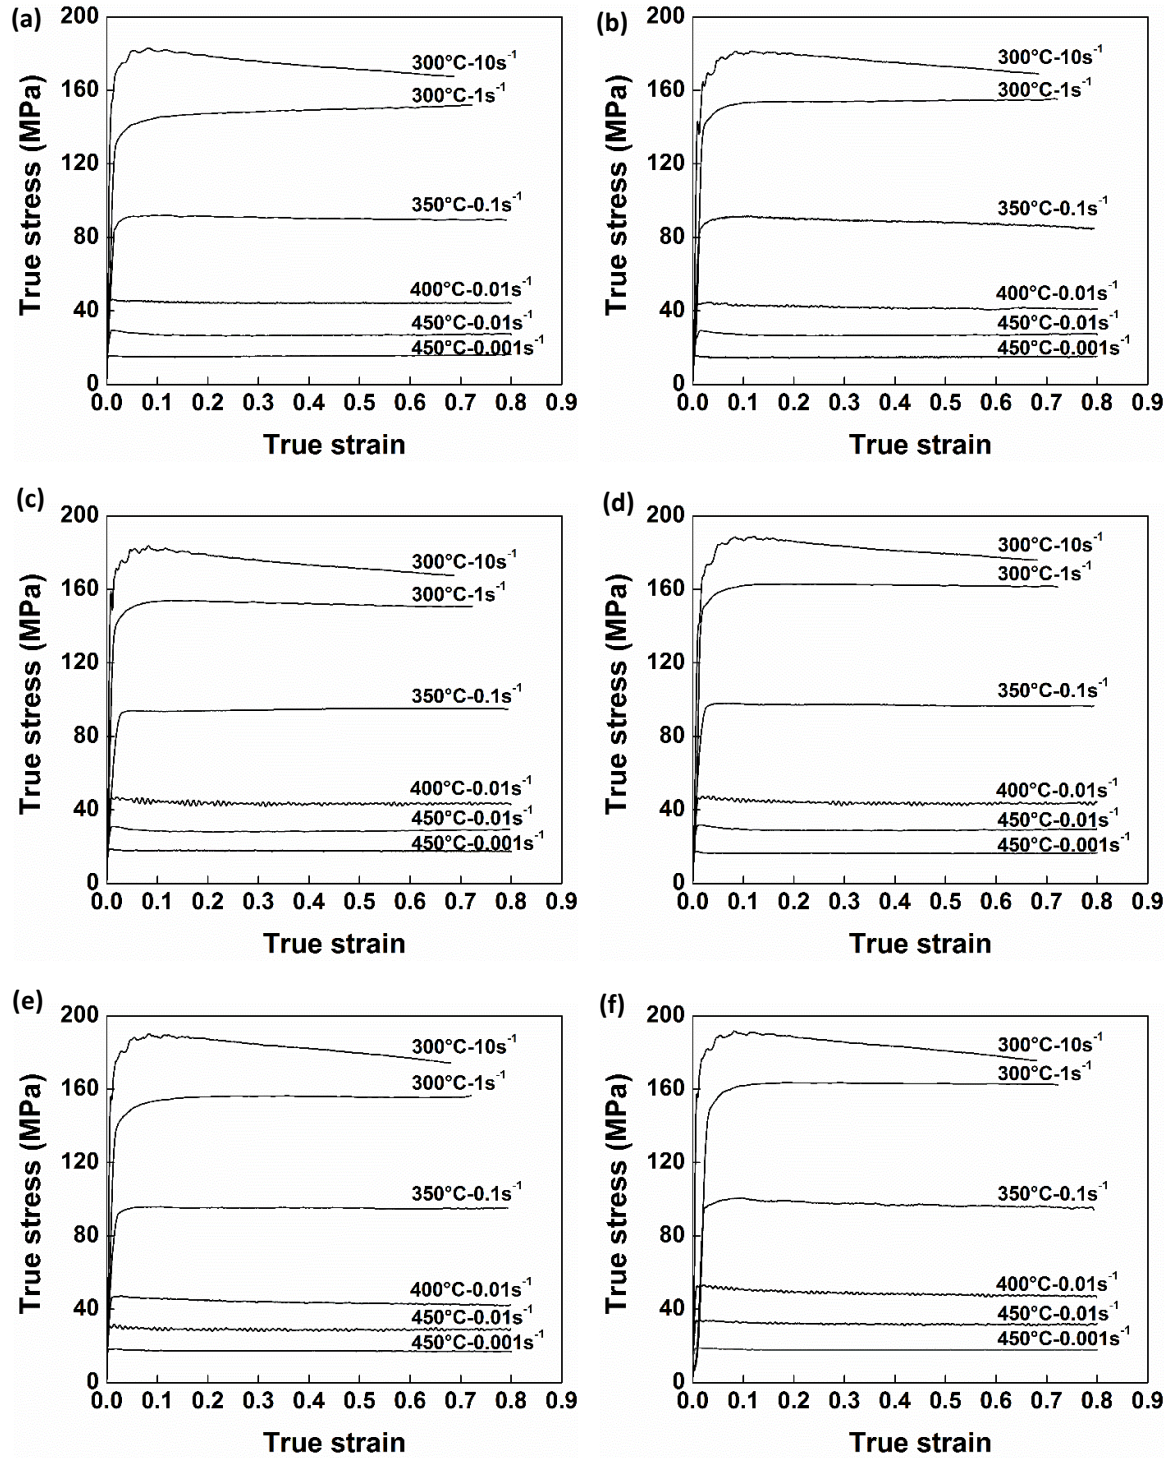 (a)
True stress (MPa)
200
160
120
80
40
0
300°C-10s⁻¹
300°C-1s⁻¹
350°C-0.1s⁻¹
400°C-0.01s⁻¹
450°C-0.01s⁻¹
450°C-0.001s⁻¹
0.0 0.1 0.2 0.3 0.4 0.5 0.6 0.7 0.8 0.9
True strain
(b)
True stress (MPa)
200
160
120
80
40
0
300°C-10s⁻¹
300°C-1s⁻¹
350°C-0.1s⁻¹
400°C-0.01s⁻¹
450°C-0.01s⁻¹
450°C-0.001s⁻¹
0.0 0.1 0.2 0.3 0.4 0.5 0.6 0.7 0.8 0.9
True strain
(c)
True stress (MPa)
200
160
120
80
40
0
300°C-10s⁻¹
300°C-1s⁻¹
350°C-0.1s⁻¹
400°C-0.01s⁻¹
450°C-0.01s⁻¹
450°C-0.001s⁻¹
0.0 0.1 0.2 0.3 0.4 0.5 0.6 0.7 0.8 0.9
True strain
(d)
True stress (MPa)
200
160
120
80
40
0
300°C-10s⁻¹
300°C-1s⁻¹
350°C-0.1s⁻¹
400°C-0.01s⁻¹
450°C-0.01s⁻¹
450°C-0.001s⁻¹
0.0 0.1 0.2 0.3 0.4 0.5 0.6 0.7 0.8 0.9
True strain
(e)
True stress (MPa)
200
160
120
80
40
0
300°C-10s⁻¹
300°C-1s⁻¹
350°C-0.1s⁻¹
400°C-0.01s⁻¹
450°C-0.01s⁻¹
450°C-0.001s⁻¹
0.0 0.1 0.2 0.3 0.4 0.5 0.6 0.7 0.8 0.9
True strain
(f)
True stress (MPa)
200
160
120
80
40
0
300°C-10s⁻¹
300°C-1s⁻¹
350°C-0.1s⁻¹
400°C-0.01s⁻¹
450°C-0.01s⁻¹
450°C-0.001s⁻¹
0.0 0.1 0.2 0.3 0.4 0.5 0.6 0.7 0.8 0.9
True strain